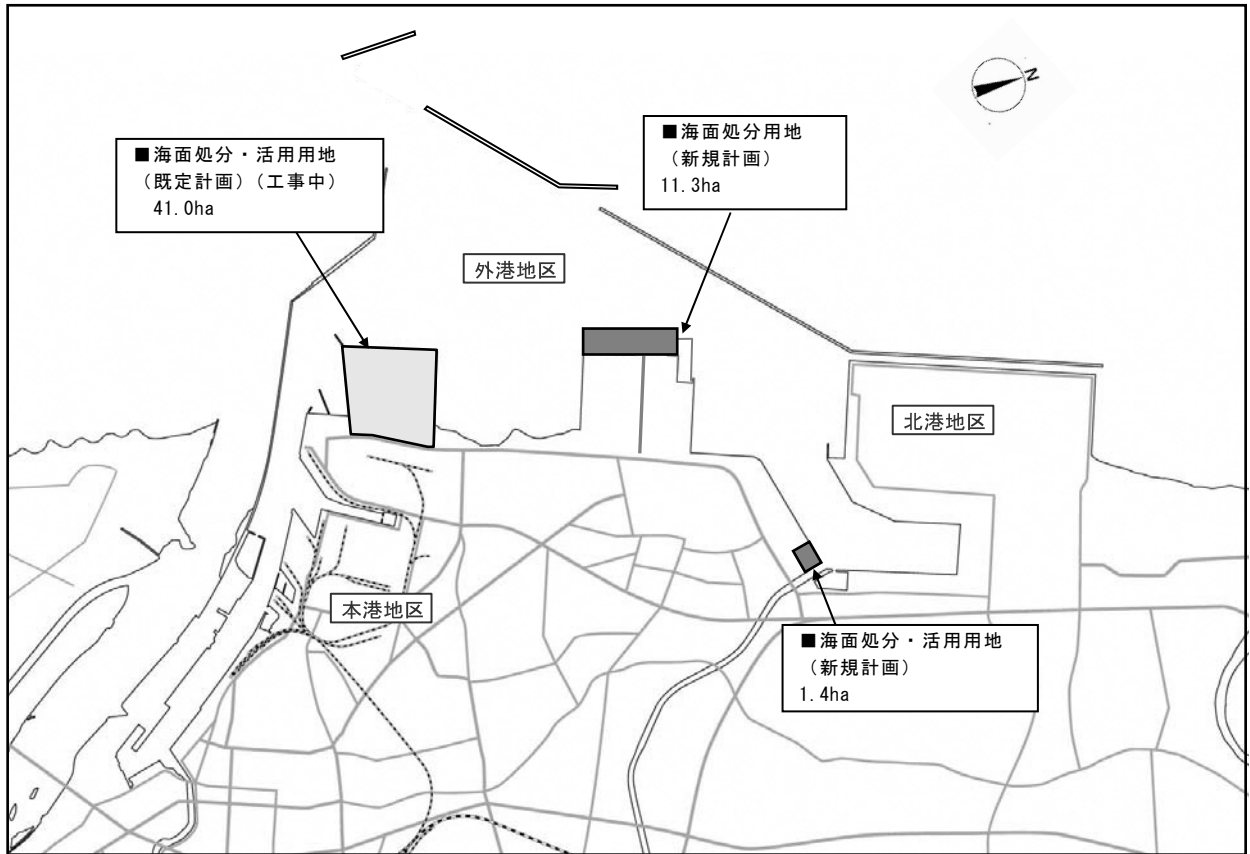 N
■海面処分・活用用地
（既定計画）（工事中）
41.0ha
■海面処分用地
（新規計画）
11.3ha
外港地区
北港地区
本港地区
■海面処分・活用用地
（新規計画）
1.4ha